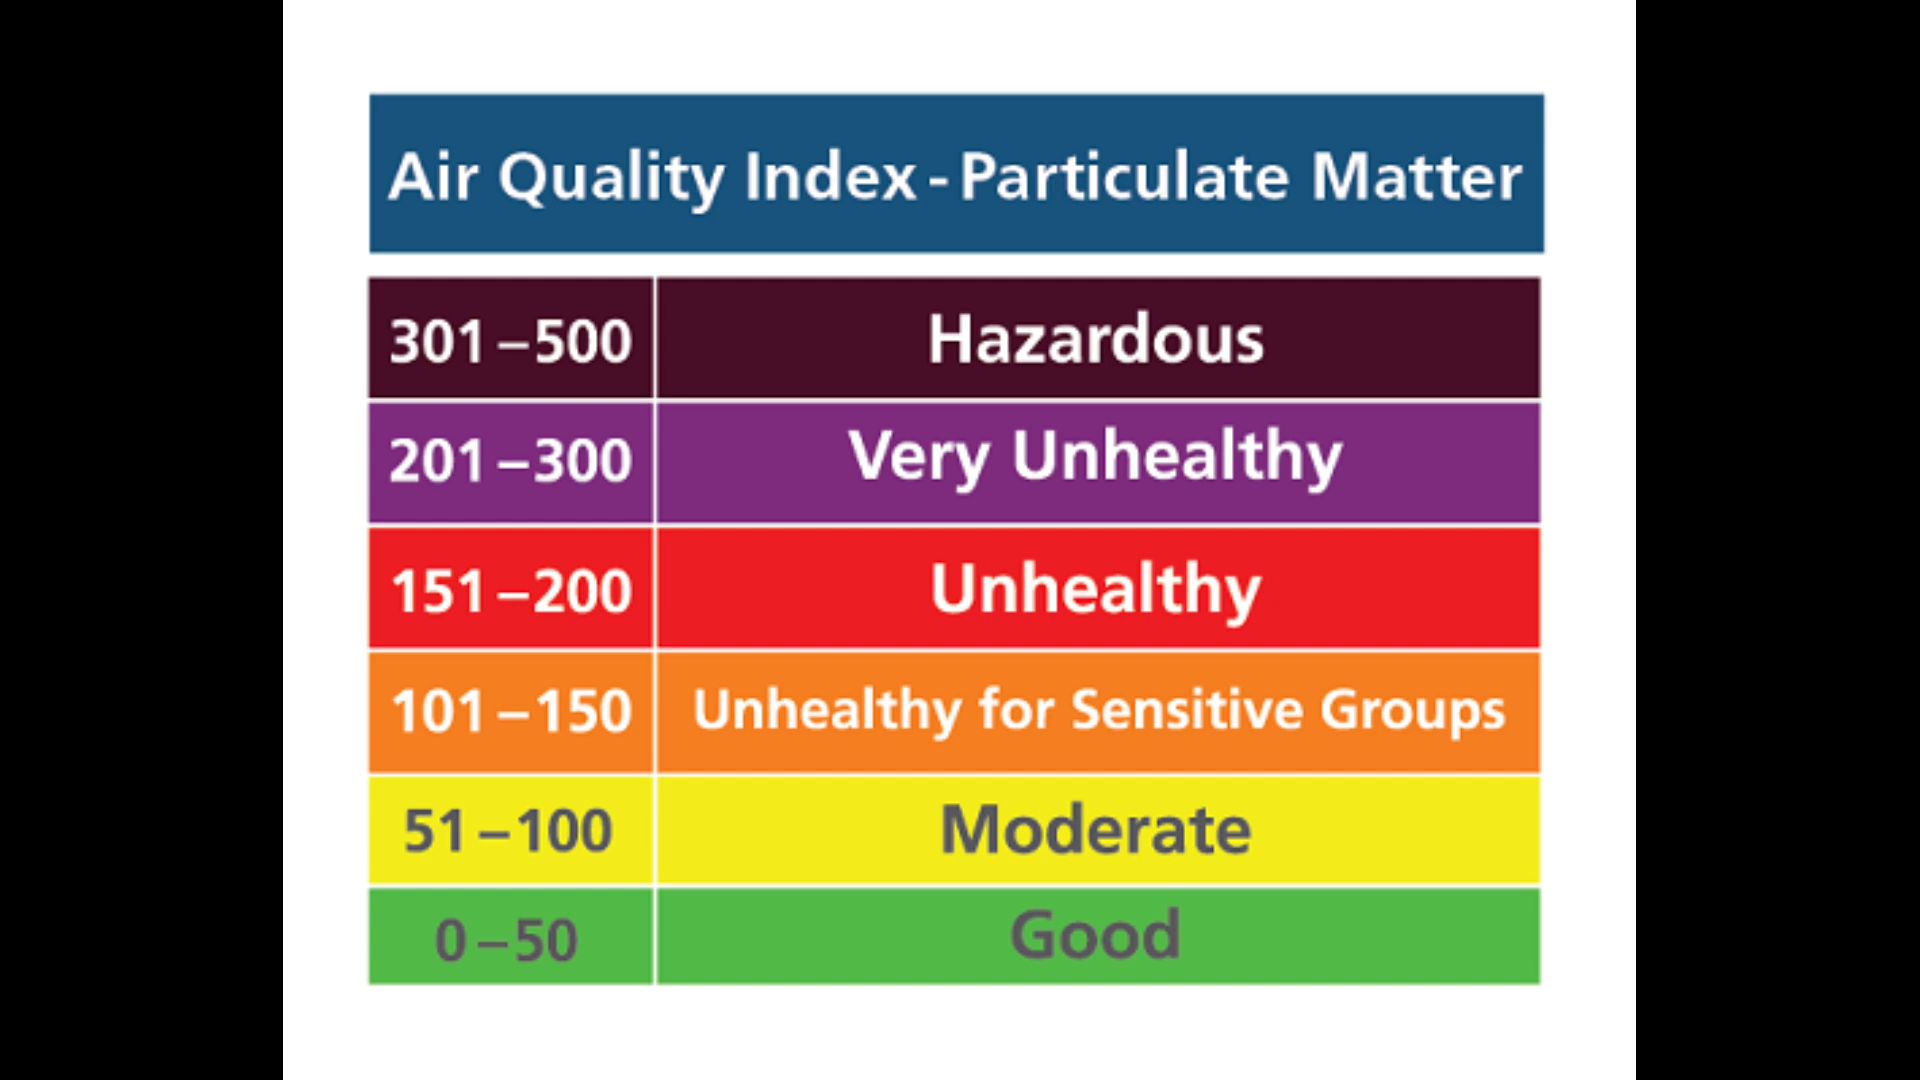 Air Quality Index - Particulate Matter
301–500 Hazardous
201–300 Very Unhealthy
151–200 Unhealthy
101–150 Unhealthy for Sensitive Groups
51–100 Moderate
0–50 Good